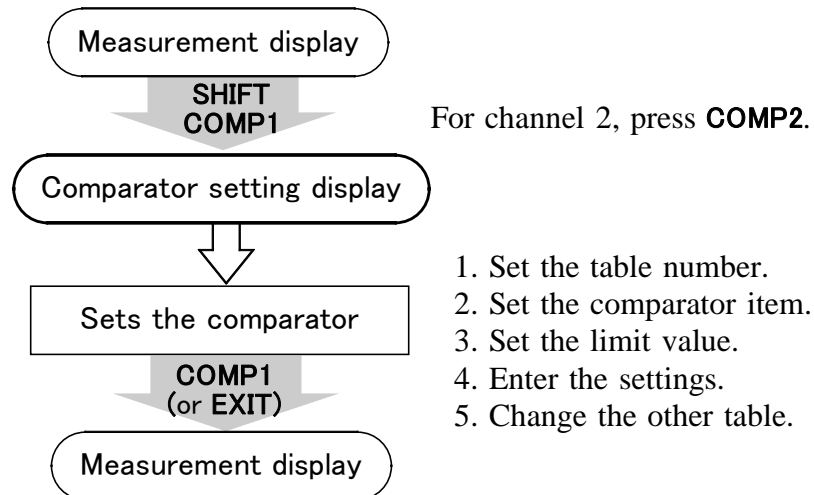 Measurement display
SHIFT
COMP1
For channel 2, press COMP2.
Comparator setting display
Sets the comparator
1. Set the table number.
2. Set the comparator item.
3. Set the limit value.
4. Enter the settings.
5. Change the other table.
COMP1
(or EXIT)
Measurement display